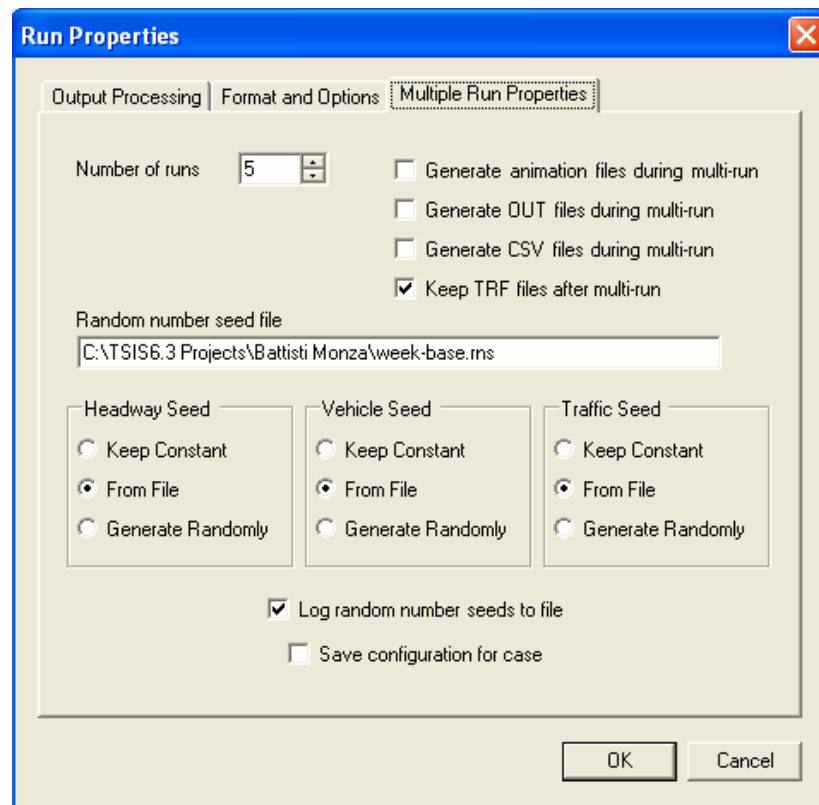 Run Properties
Output Processing
Format and Options
Multiple Run Properties
Number of runs
5
Generate animation files during multi-run
Generate OUT files during multi-run
Generate CSV files during multi-run
Keep TRF files after multi-run
Random number seed file
C:\TSIS6.3 Projects\Battisti Monza\week-base.rns
Headway Seed
Keep Constant
From File
Generate Randomly
Vehicle Seed
Keep Constant
From File
Generate Randomly
Traffic Seed
Keep Constant
From File
Generate Randomly
Log random number seeds to file
Save configuration for case
OK
Cancel